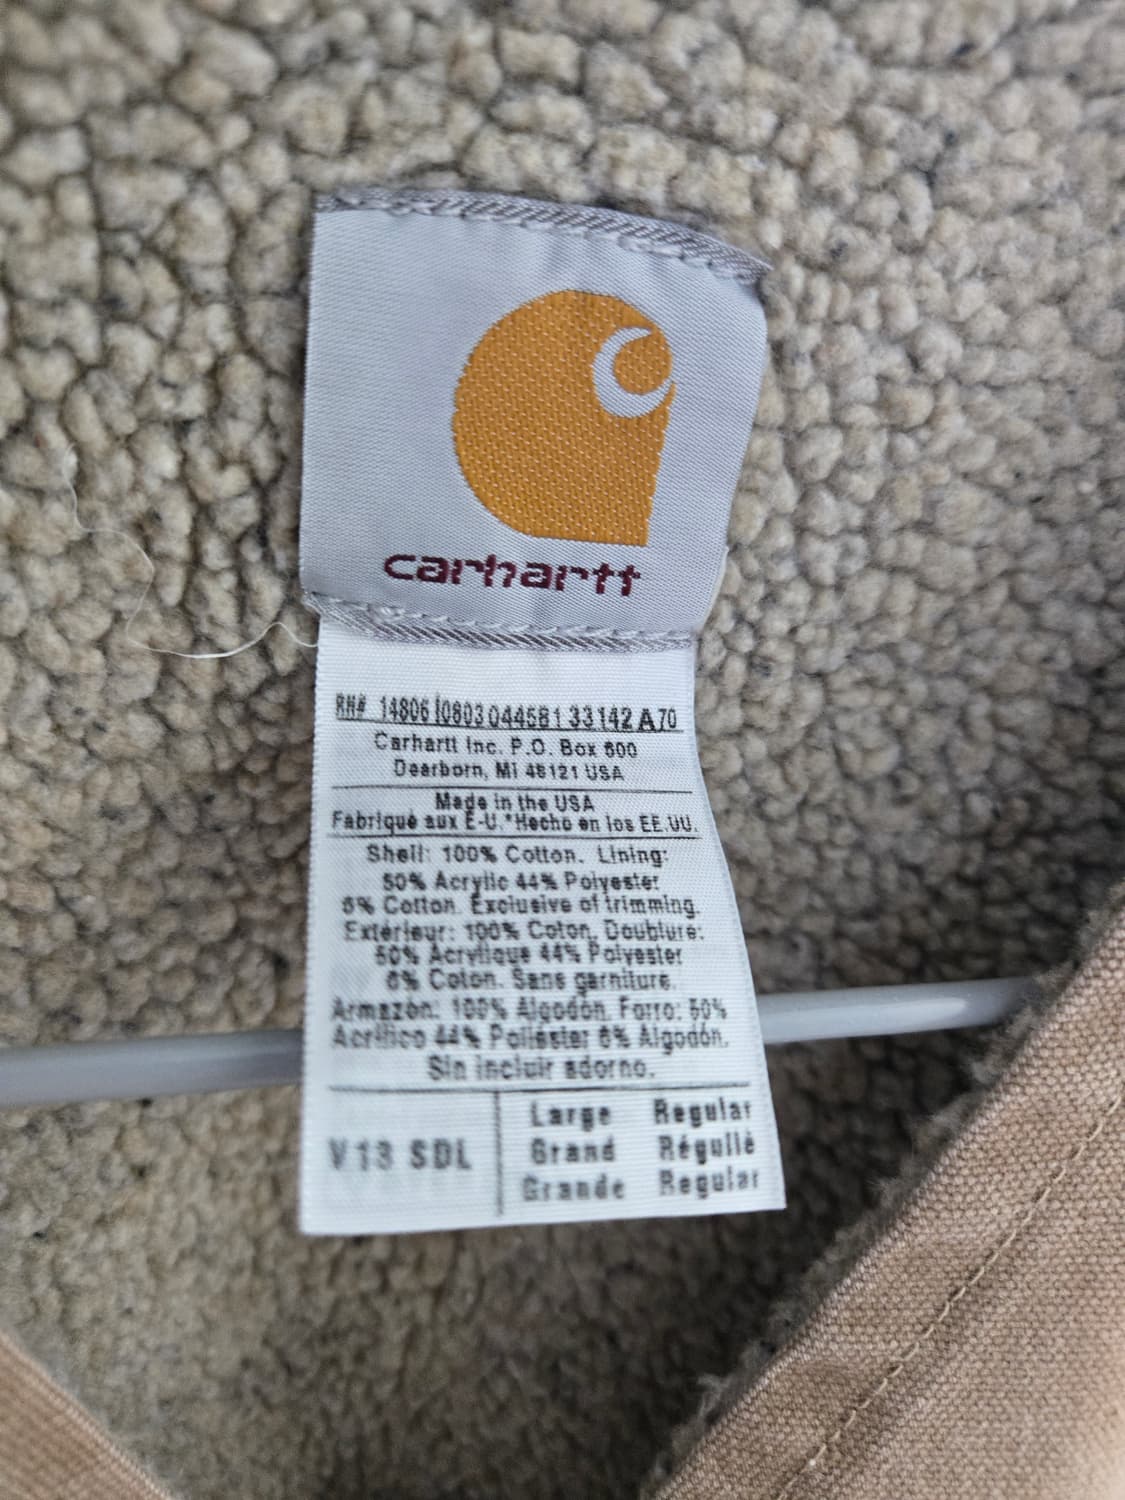 carhartt
RN# 14806 0803 044581 33142 A70
Carhartt Inc. P.O. Box 600
Dearborn, MI 48121 USA
Made in the USA
Fabriqué aux E-U.*Hecho en los EE.UU.
Shell: 100% Cotton. Lining:
50% Acrylic 44% Polyester
6% Cotton. Exclusive of trimming.
Extérieur: 100% Coton. Doublure:
50% Acrylique 44% Polyester
6% Coton. Sans garniture.
Armazón: 100% Algodón. Forro: 50%
Acrílico 44% Poliéster 6% Algodón.
Sin incluir adorno.
V13 SDL
Large Regular
Grand Régullè
Grande Regular